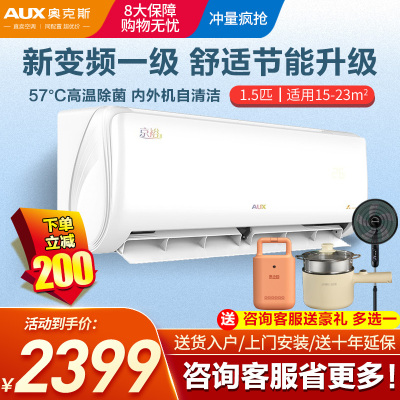 AUX奥克斯
8大保障
购物无忧
冲量疯抢
新变频一级 舒适节能升级
57°C高温除菌 内外机自清洁
1.5匹 适用15-23m²
AUX
下单
立减
200
送 咨询客服送豪礼 多选一
活动到手价
¥2399
送货入户/上门安装/送十年延保
咨询客服省更多!